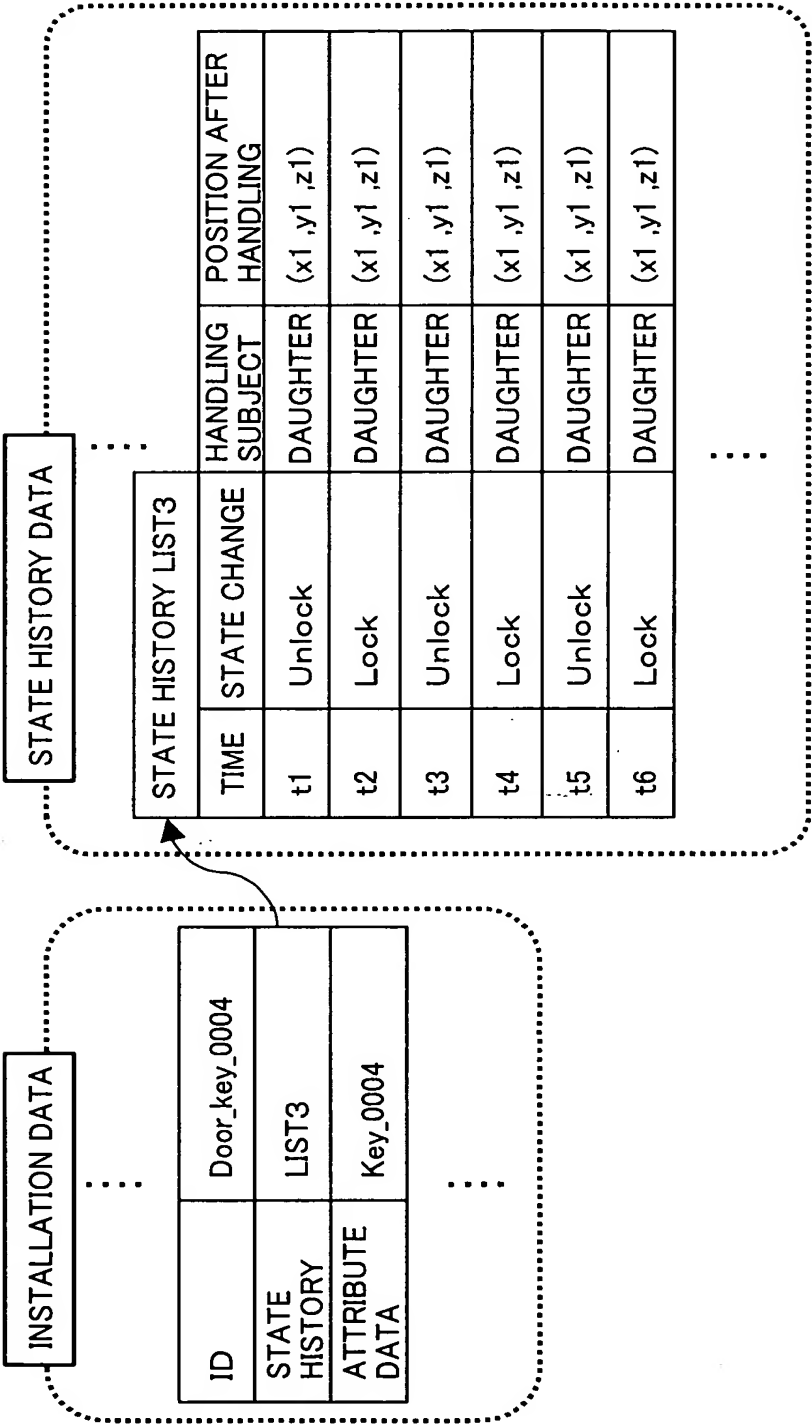 INSTALLATION DATA
ID Door_key_0004
STATE HISTORY LIST3
ATTRIBUTE DATA Key_0004
STATE HISTORY DATA
STATE HISTORY LIST3
TIME STATE CHANGE HANDLING SUBJECT POSITION AFTER HANDLING
t1 Unlock DAUGHTER (x1 ,y1 ,z1)
t2 Lock DAUGHTER (x1 ,y1 ,z1)
t3 Unlock DAUGHTER (x1 ,y1 ,z1)
t4 Lock DAUGHTER (x1 ,y1 ,z1)
t5 Unlock DAUGHTER (x1 ,y1 ,z1)
t6 Lock DAUGHTER (x1 ,y1 ,z1)